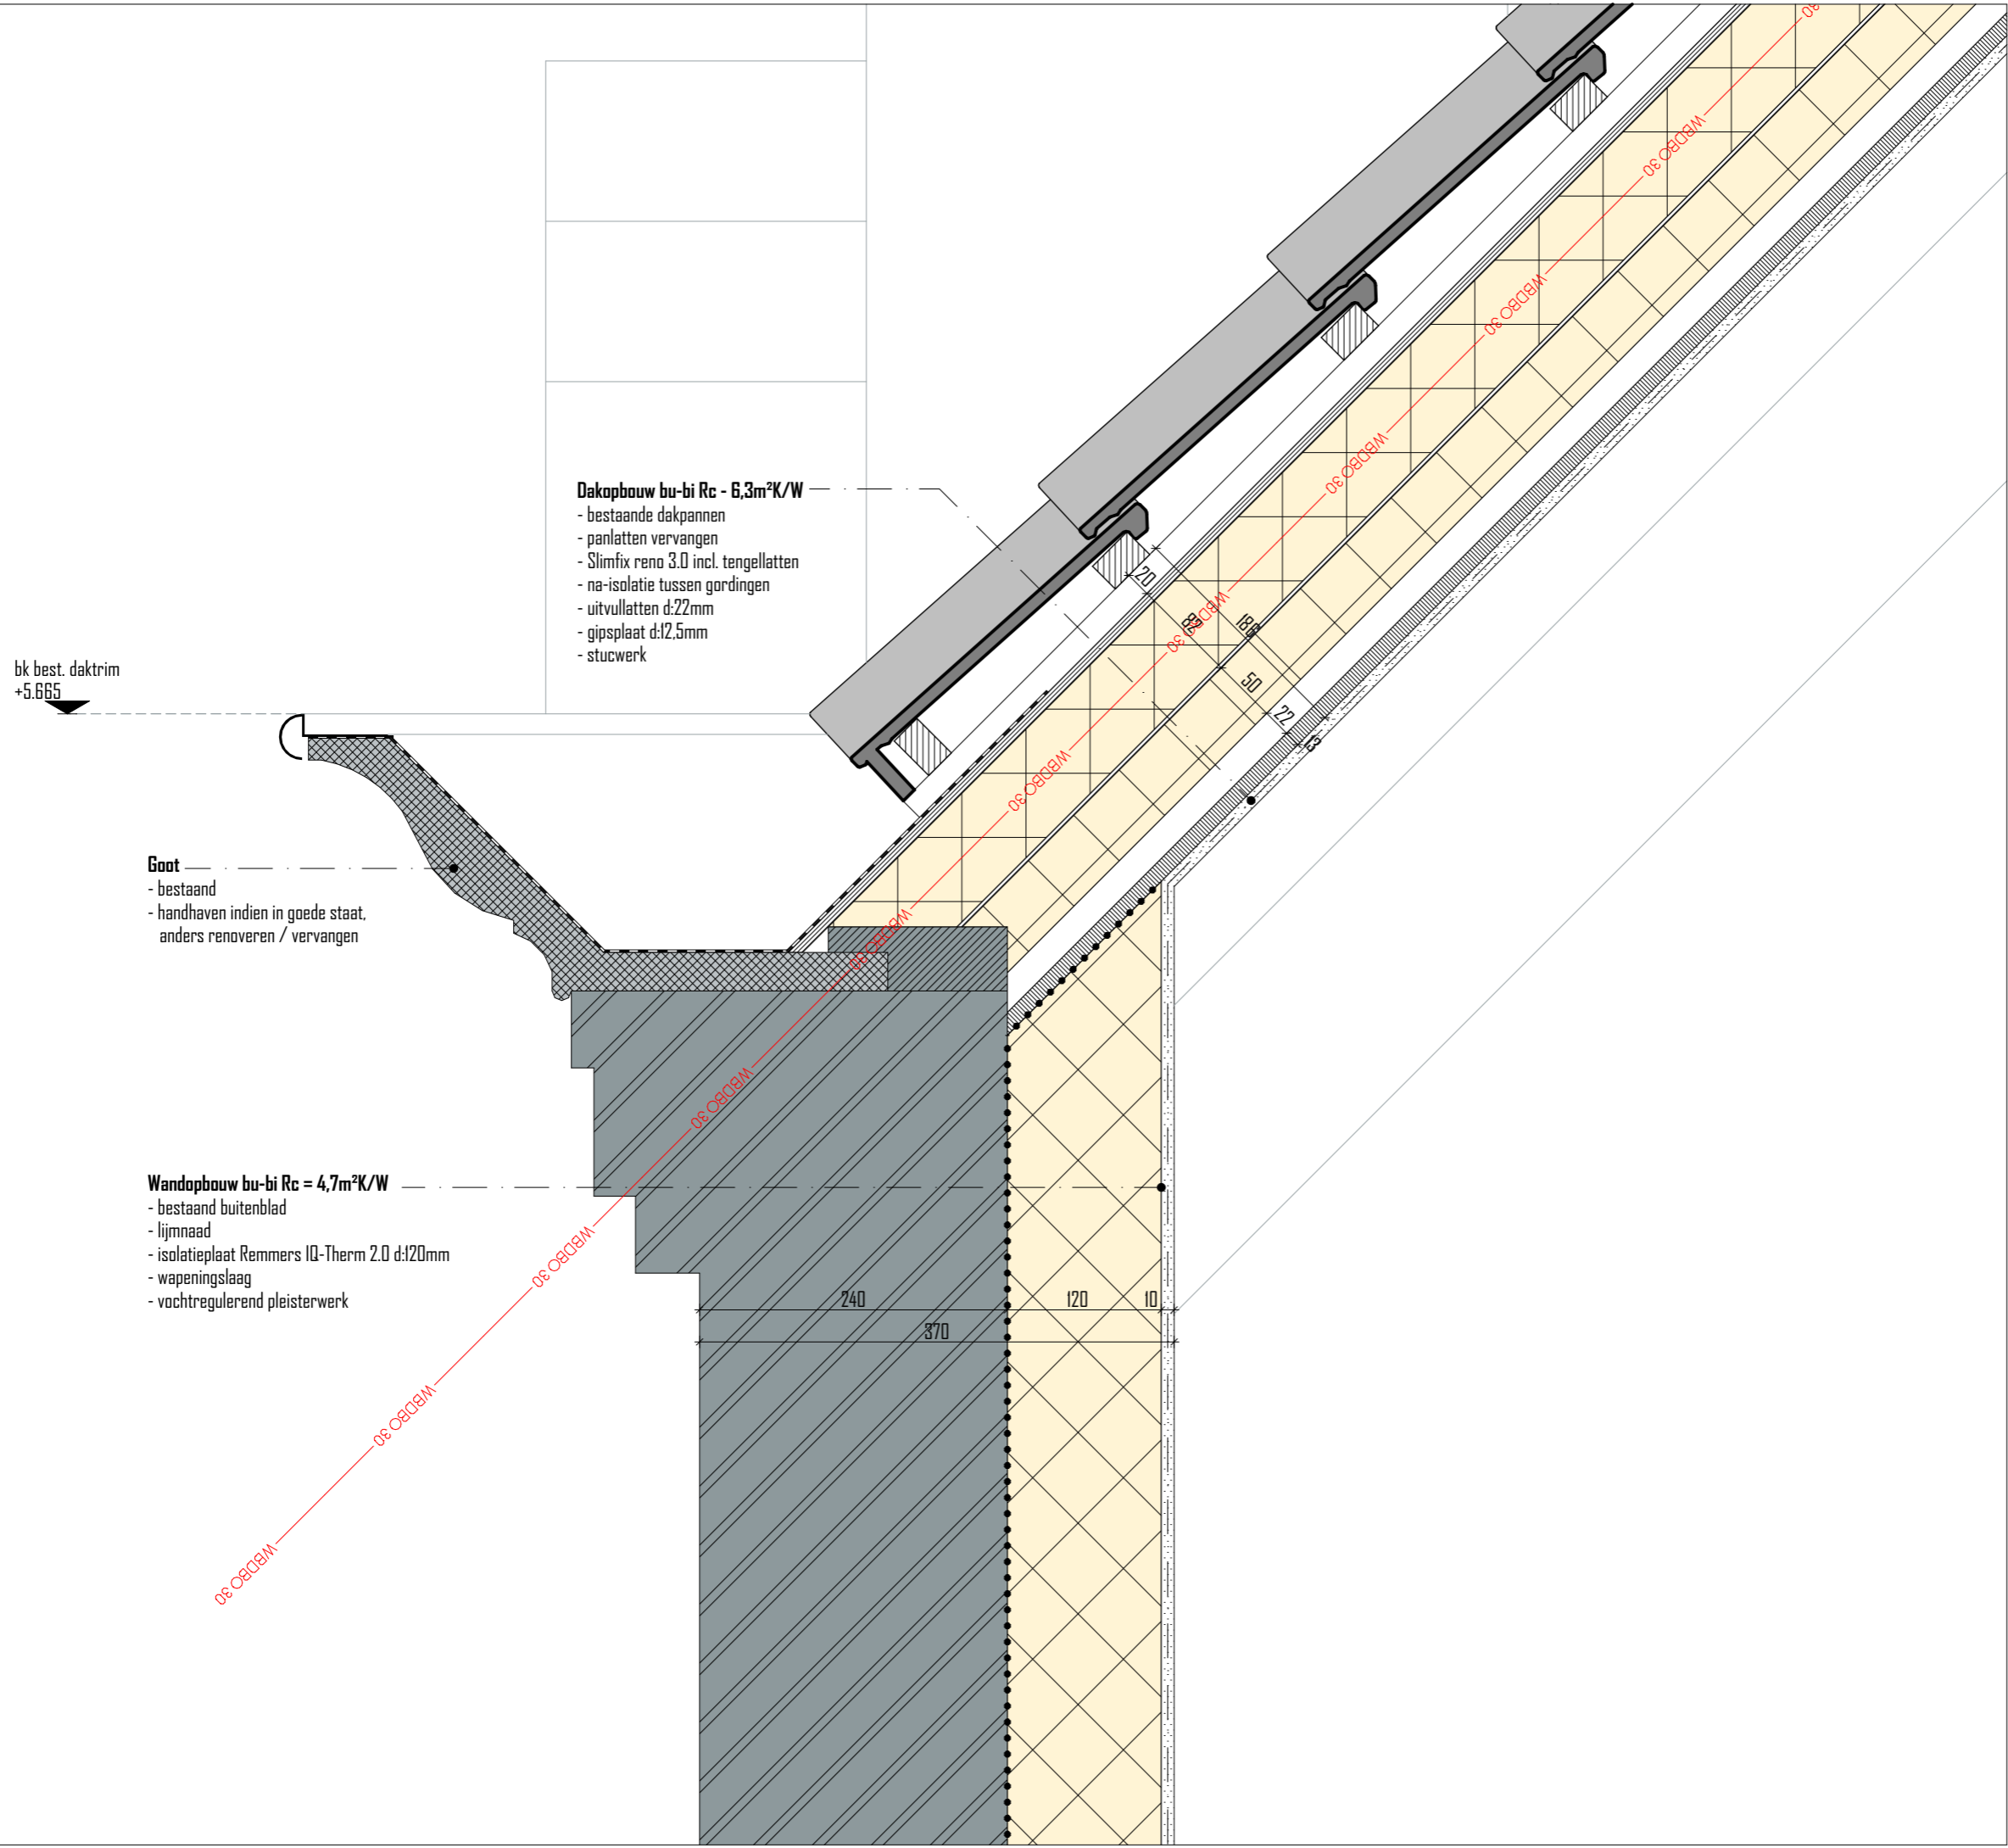 Dakopbouw bu-bi Rc - 6,3m²K/W
- bestaande dakpannen
- panlatten vervangen
- Slimfix reno 3.0 incl. tengellatten
- na-isolatie tussen gordingen
- uitvullatten d:22mm
- gipsplaat d:12,5mm
- stucwerk
bk best. daktrim
+5.665
Goot
- bestaand
- handhaven indien in goede staat,
anders renoveren / vervangen
Wandopbouw bu-bi Rc = 4,7m²K/W
- bestaand buitenblad
- lijmnaad
- isolatieplaat Remmers IQ-Therm 2.0 d:120mm
- wapeningslaag
- vochtregulerend pleisterwerk
20
186
50
22
13
240
120
10
370
30
WBDBO 30
WBDBO 30
WBDBO 30
WBDBO 30
WBDBO 30
WBDBO 30
WBDBO 30
WBDBO 30
WBDBO 30
WBDBO 30